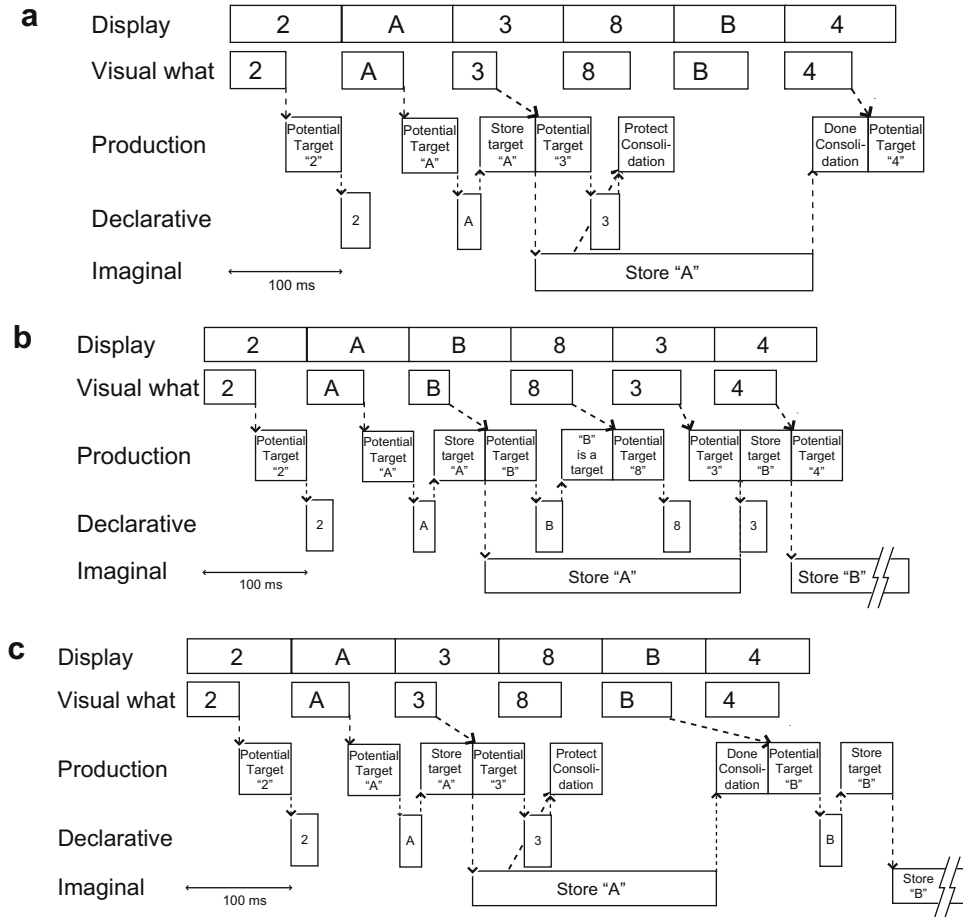 a
Display 2 A 3 8 B 4
Visual what 2 A 3 8 B 4
Production
Potential Target “2”
Potential Target “A”
Store target “A”
Potential Target “3”
Protect Consoli- dation
Done Consoli- dation
Potential Target “4”
Declarative 2 A 3
Imaginal Store “A”
100 ms
b
Display 2 A B 8 3 4
Visual what 2 A B 8 3 4
Production
Potential Target “2”
Potential Target “A”
Store target “A”
Potential Target “B”
“B” is a target
Potential Target “8”
Potential Target “3”
Store target “B”
Potential Target “4”
Declarative 2 A B 8 3
Imaginal Store “A” Store “B”
100 ms
c
Display 2 A 3 8 B 4
Visual what 2 A 3 8 B 4
Production
Potential Target “2”
Potential Target “A”
Store target “A”
Potential Target “3”
Protect Consoli- dation
Done Consoli- dation
Potential Target “B”
Store target “B”
Declarative 2 A 3 B
Imaginal Store “A” Store “B”
100 ms